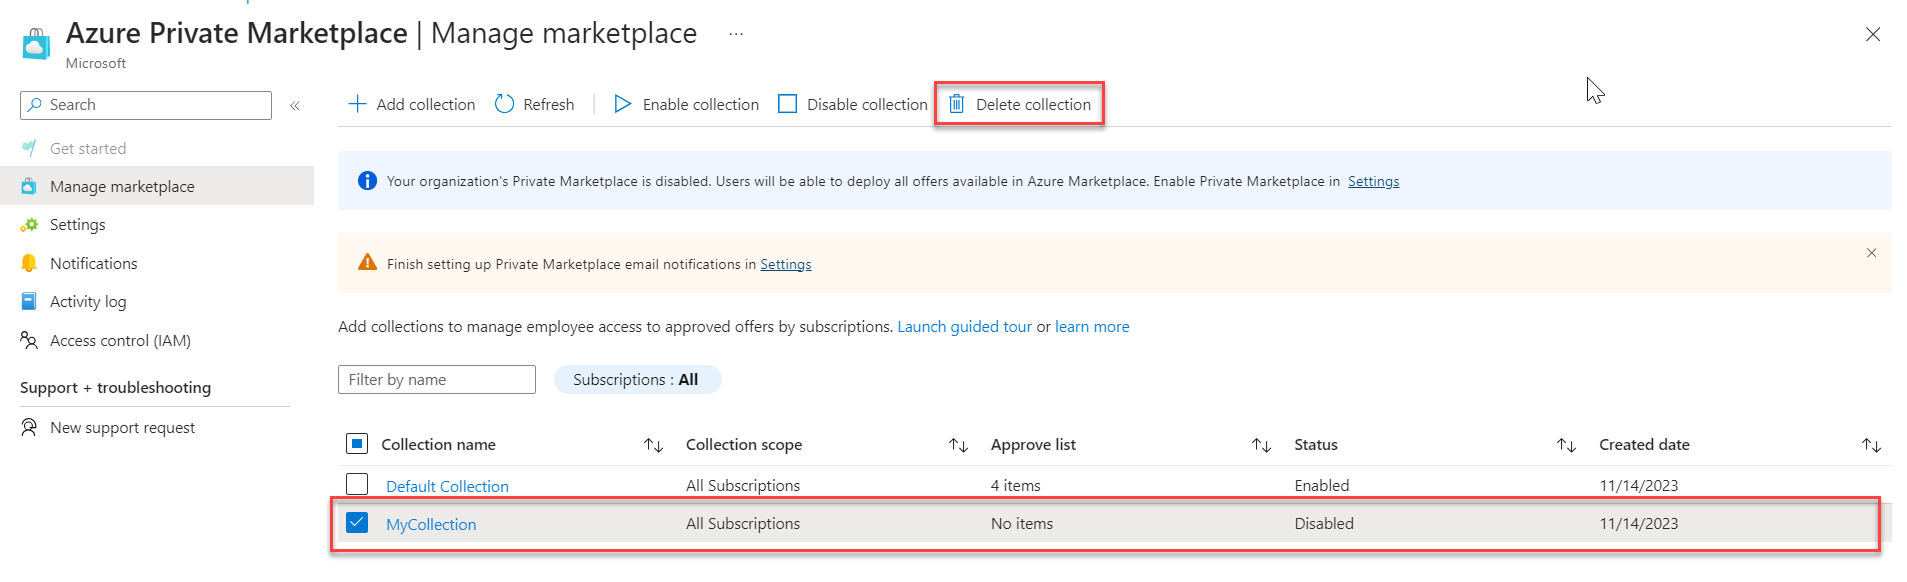 Azure Private Marketplace | Manage marketplace ...
Microsoft
Search «
Add collection Refresh Enable collection Disable collection Delete collection
Get started
Manage marketplace
Settings
Notifications
Activity log
Access control (IAM)
Support + troubleshooting
New support request
Your organization's Private Marketplace is disabled. Users will be able to deploy all offers available in Azure Marketplace. Enable Private Marketplace in Settings
Finish setting up Private Marketplace email notifications in Settings
Add collections to manage employee access to approved offers by subscriptions. Launch guided tour or learn more
Filter by name Subscriptions : All
Collection name Collection scope Approve list Status Created date
Default Collection All Subscriptions 4 items Enabled 11/14/2023
MyCollection All Subscriptions No items Disabled 11/14/2023